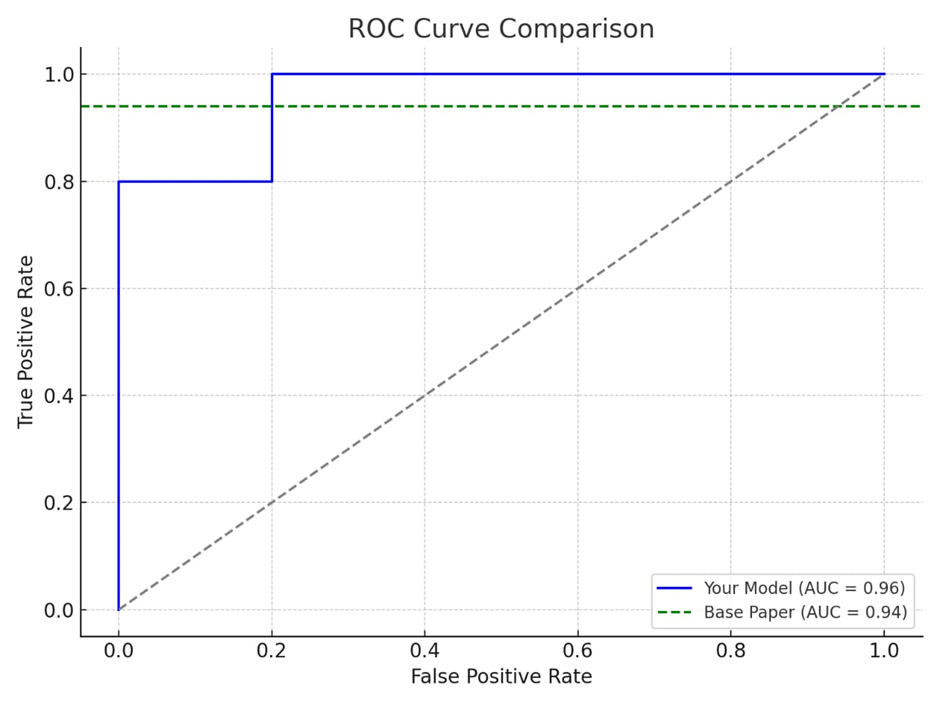 ROC Curve Comparison
True Positive Rate
1.0
0.8
0.6
0.4
0.2
0.0
0.0 0.2 0.4 0.6 0.8 1.0
False Positive Rate
Your Model (AUC = 0.96)
Base Paper (AUC = 0.94)